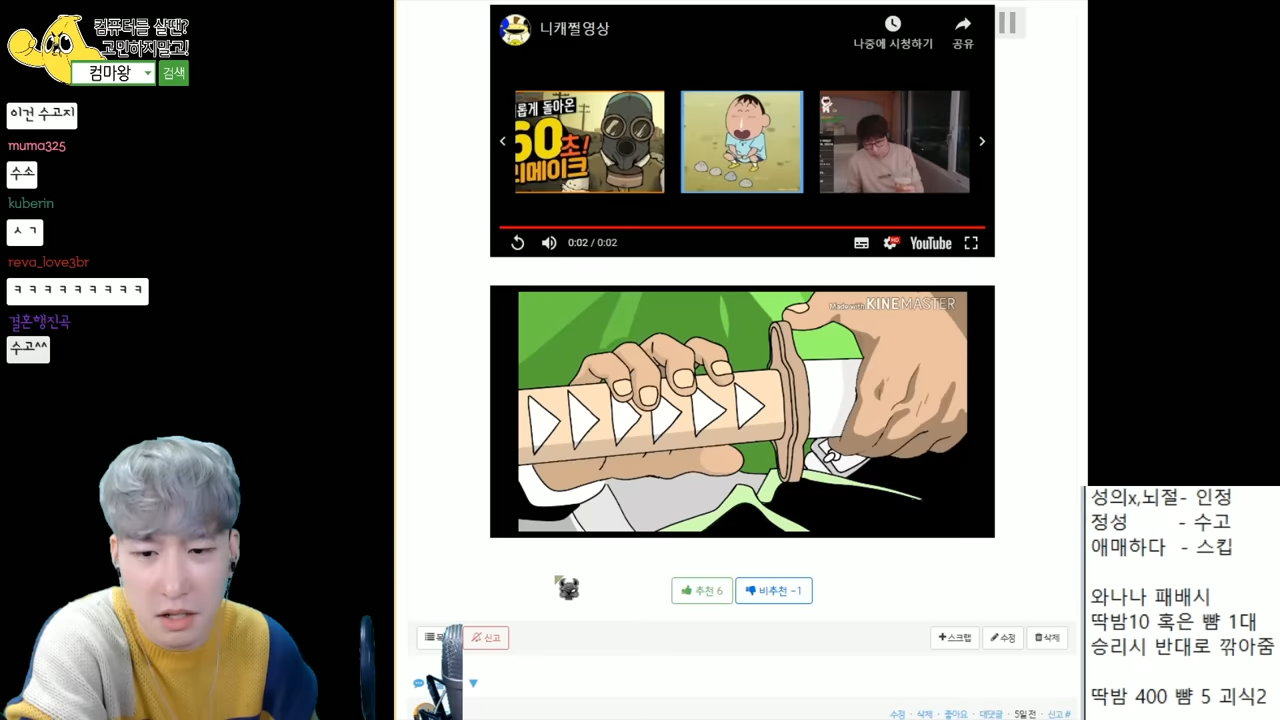 컴퓨터를 살땐?
고민하지말고!
컴마왕
검색
이건 수고지
muma325
수소
kuberin
ㅅ ㄱ
reva_love3br
ㅋ ㅋ ㅋ ㅋ ㅋ ㅋ ㅋ ㅋ ㅋ
결혼행진곡
수고^^
니캐쩔영상
나중에 시청하기
공유
롭게 돌아온
60초!
리메이크
0:02 / 0:02
YouTube
Made with KINEMASTER
추천 6
비추천 -1
신고
스크랩
수정
삭제
수정 · 삭제 · 좋아요 · 대댓글 · 5일 전 · 신고 #
성의x,뇌절- 인정
정성 - 수고
애매하다 - 스킵
와나나 패배시
딱밤10 혹은 뺨 1대
승리시 반대로 깎아줌
딱밤 400 뺨 5 괴식2